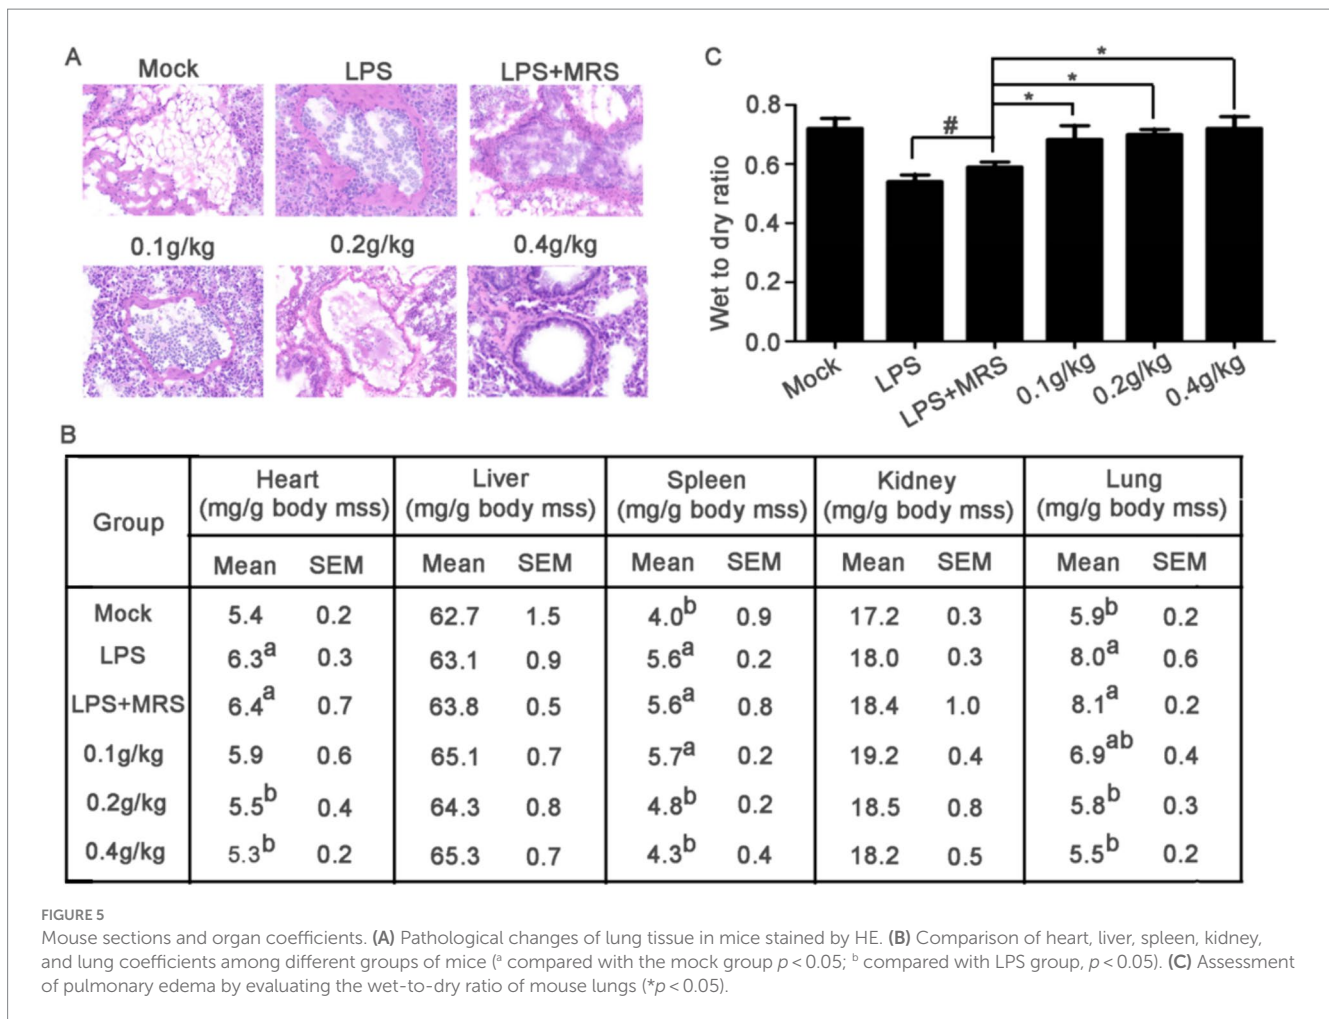 A
Mock LPS LPS+MRS
0.1g/kg 0.2g/kg 0.4g/kg
C
* 
*
*
#
Wet to dry ratio
0.8
0.6
0.4
0.2
0.0
Mock LPS LPS+MRS 0.1g/kg 0.2g/kg 0.4g/kg
B
Group Heart (mg/g body mss) Liver (mg/g body mss) Spleen (mg/g body mss) Kidney (mg/g body mss) Lung (mg/g body mss)
Mean SEM Mean SEM Mean SEM Mean SEM Mean SEM
Mock 5.4 0.2 62.7 1.5 4.0b 0.9 17.2 0.3 5.9b 0.2
LPS 6.3a 0.3 63.1 0.9 5.6a 0.2 18.0 0.3 8.0a 0.6
LPS+MRS 6.4a 0.7 63.8 0.5 5.6a 0.8 18.4 1.0 8.1a 0.2
0.1g/kg 5.9 0.6 65.1 0.7 5.7a 0.2 19.2 0.4 6.9ab 0.4
0.2g/kg 5.5b 0.4 64.3 0.8 4.8b 0.2 18.5 0.8 5.8b 0.3
0.4g/kg 5.3b 0.2 65.3 0.7 4.3b 0.4 18.2 0.5 5.5b 0.2
FIGURE 5
Mouse sections and organ coefficients. (A) Pathological changes of lung tissue in mice stained by HE. (B) Comparison of heart, liver, spleen, kidney,
and lung coefficients among different groups of mice (a compared with the mock group p < 0.05; b compared with LPS group, p < 0.05). (C) Assessment
of pulmonary edema by evaluating the wet-to-dry ratio of mouse lungs (*p < 0.05).